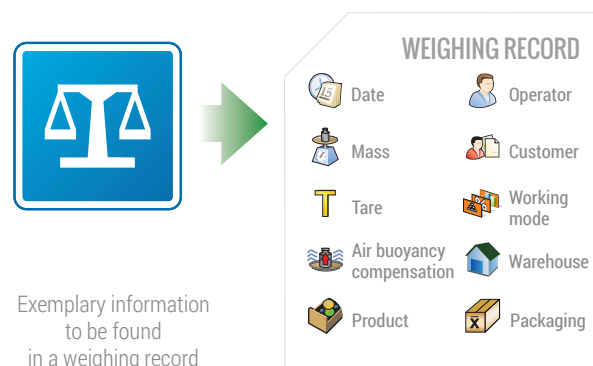 WEIGHING RECORD
Date
Operator
Mass
Customer
Tare
Working
mode
Air buoyancy
compensation
Warehouse
Product
Packaging
Exemplary information
to be found
in a weighing record
15
T
x̄